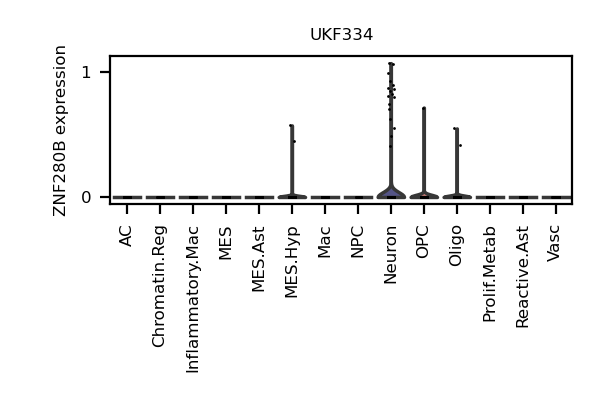 UKF334
ZNF280B expression
1
0
AC
Chromatin.Reg
Inflammatory.Mac
MES
MES.Ast
MES.Hyp
Mac
NPC
Neuron
OPC
Oligo
Prolif.Metab
Reactive.Ast
Vasc